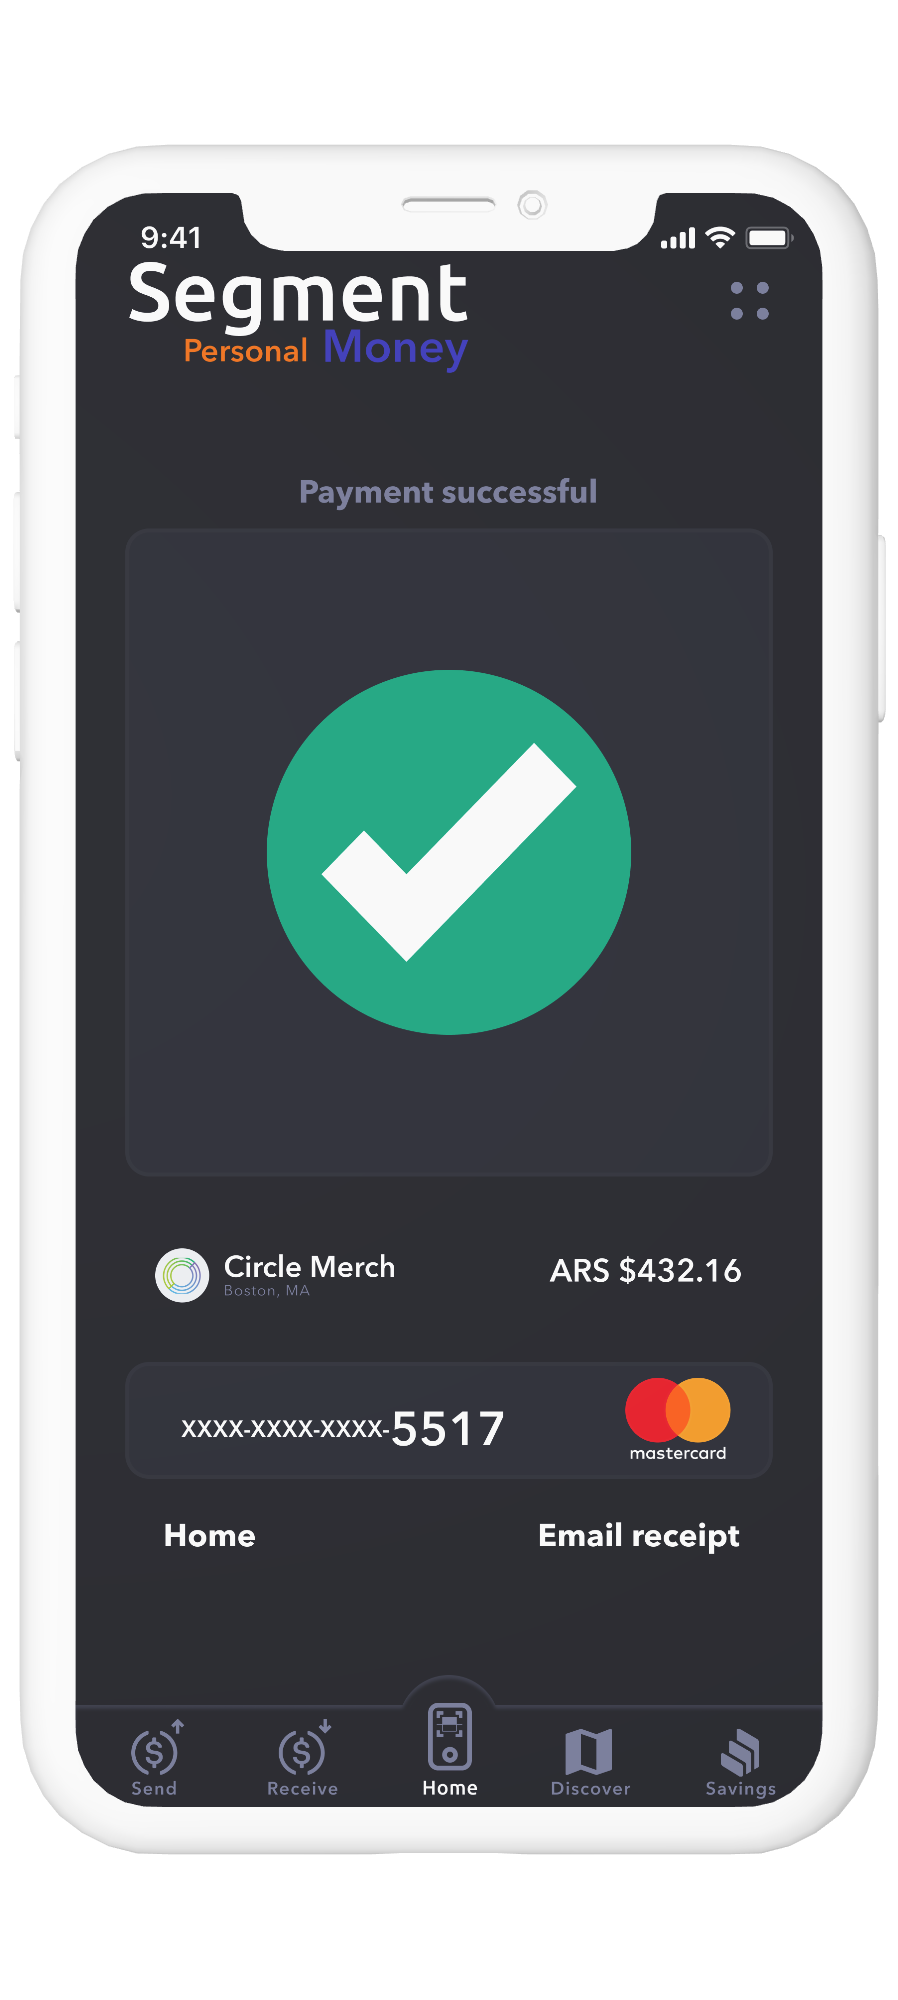 9:41
Segment
Personal Money
Payment successful
Circle Merch
ARS $432.16
Boston, MA
XXXX-XXXX-XXXX-5517
mastercard
Home
Email receipt
Send
Receive
Home
Discover
Savings